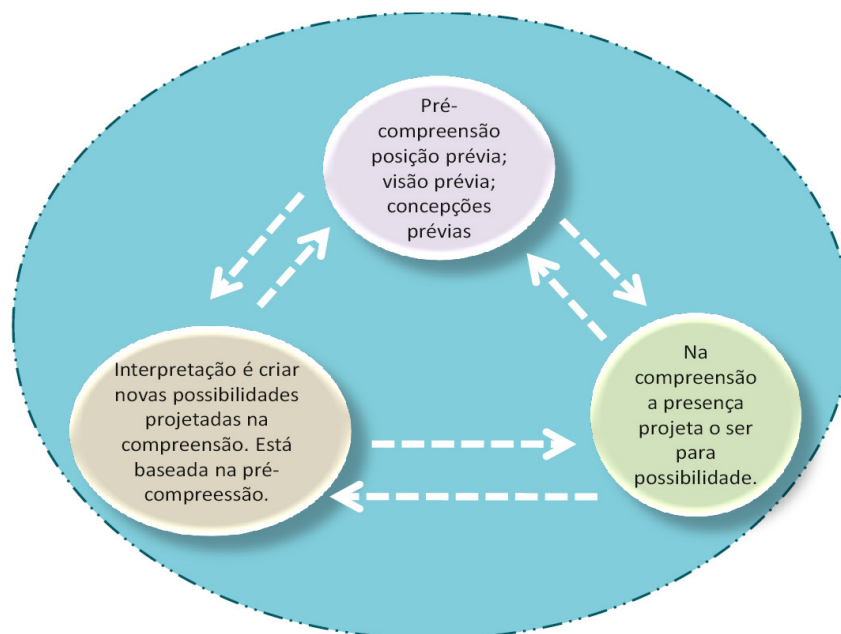 Pré-
compreensão
posição prévia;
visão prévia;
concepções
prévias
Interpretação é criar
novas possibilidades
projetadas na
compreensão. Está
baseada na pré-
compreessão.
Na
compreensão
a presença
projeta o ser
para
possibilidade.